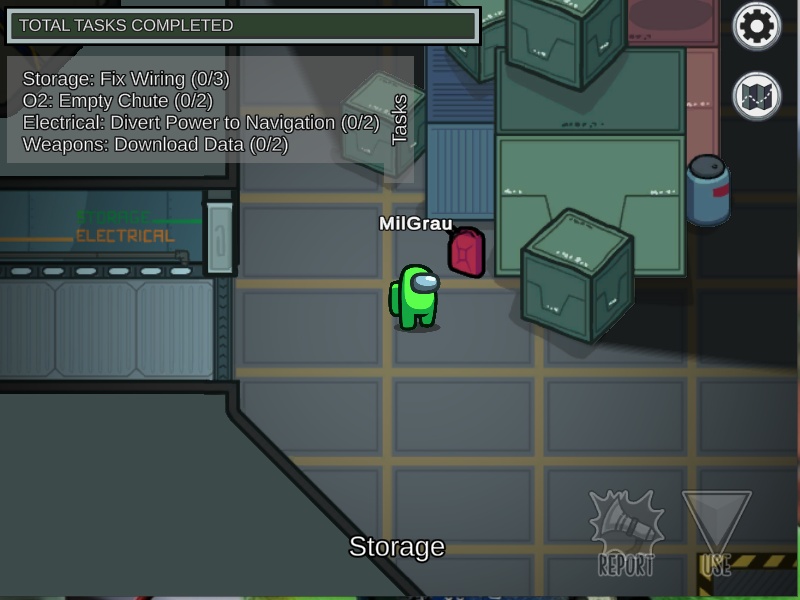 TOTAL TASKS COMPLETED
Storage: Fix Wiring (0/3)
O2: Empty Chute (0/2)
Electrical: Divert Power to Navigation (0/2)
Weapons: Download Data (0/2)
Tasks
STORAGE
ELECTRICAL
MilGrau
Storage
REPORT
USE